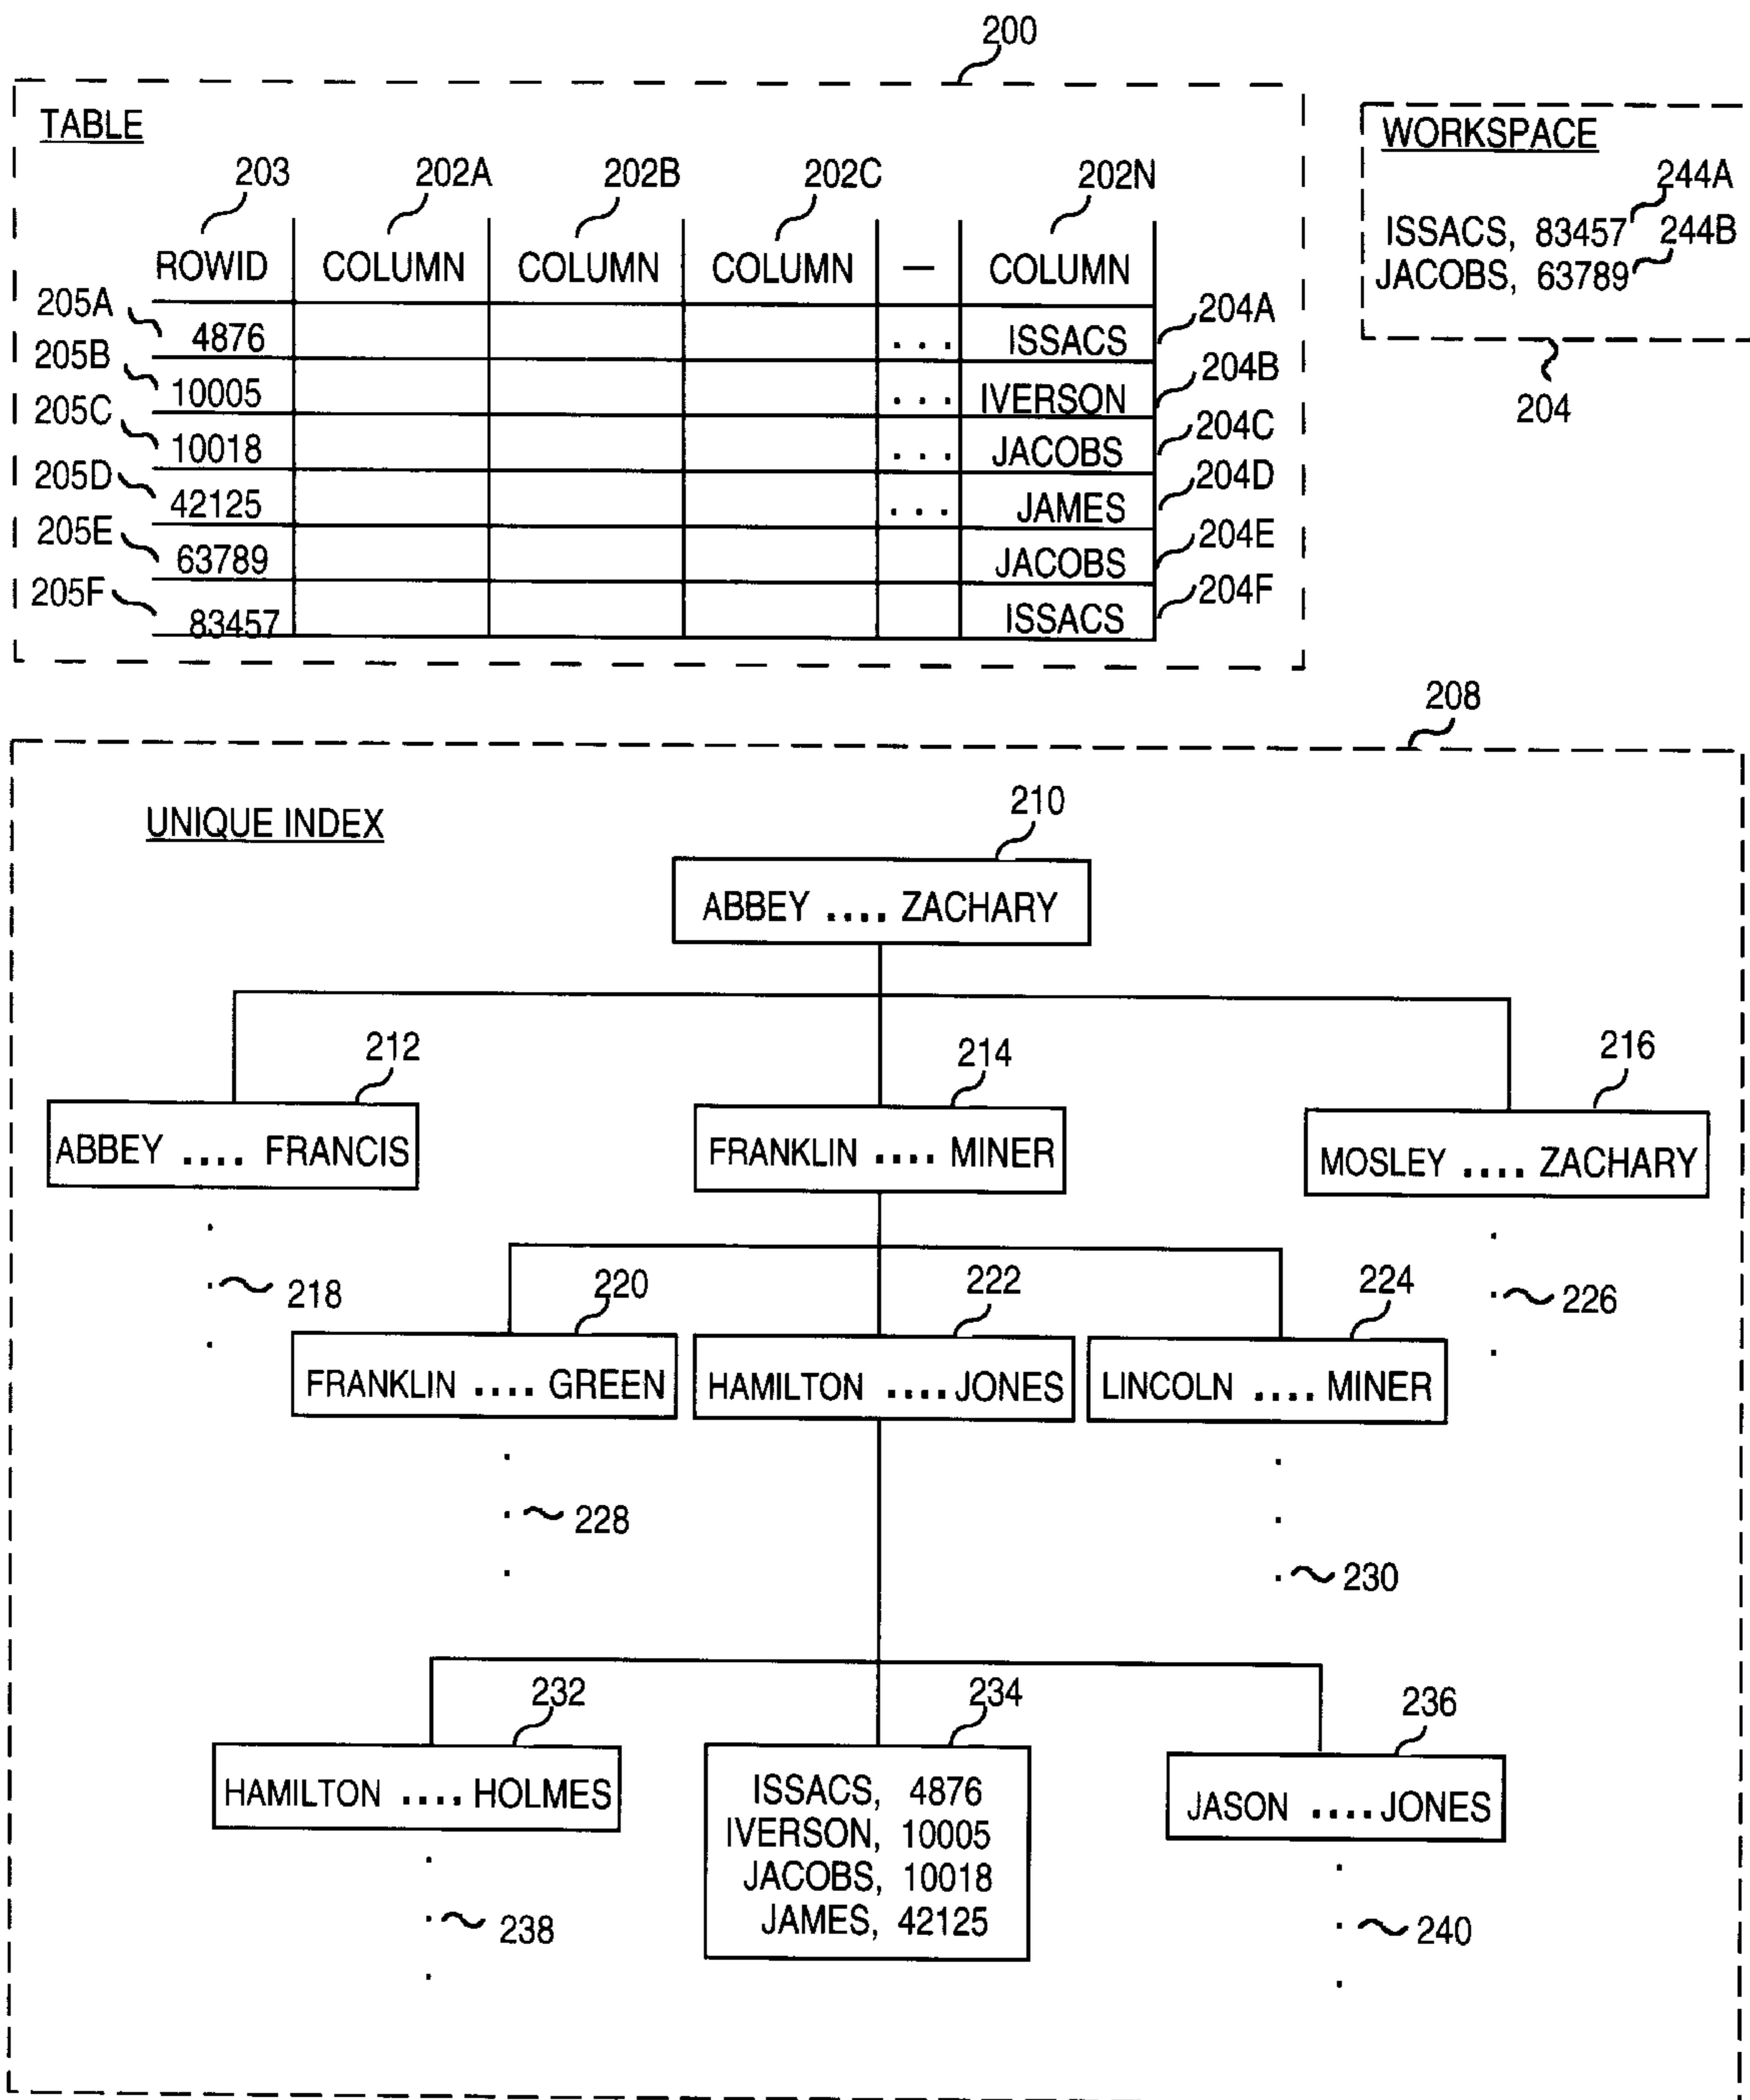 200
TABLE
203 202A 202B 202C 202N
ROWID COLUMN COLUMN COLUMN — COLUMN
205A 4876 ... ISSACS 204A
205B 10005 ... IVERSON 204B
205C 10018 ... JACOBS 204C
205D 42125 ... JAMES 204D
205E 63789 JACOBS 204E
205F 83457 ISSACS 204F
WORKSPACE
244A
ISSACS, 83457 244B
JACOBS, 63789
204
208
UNIQUE INDEX
210
ABBEY .... ZACHARY
212 214 216
ABBEY .... FRANCIS FRANKLIN .... MINER MOSLEY .... ZACHARY
218 220 222 224 226
FRANKLIN .... GREEN HAMILTON .... JONES LINCOLN .... MINER
228
230
232 234 236
HAMILTON .... HOLMES
ISSACS, 4876
IVERSON, 10005
JACOBS, 10018
JAMES, 42125
JASON .... JONES
238 240